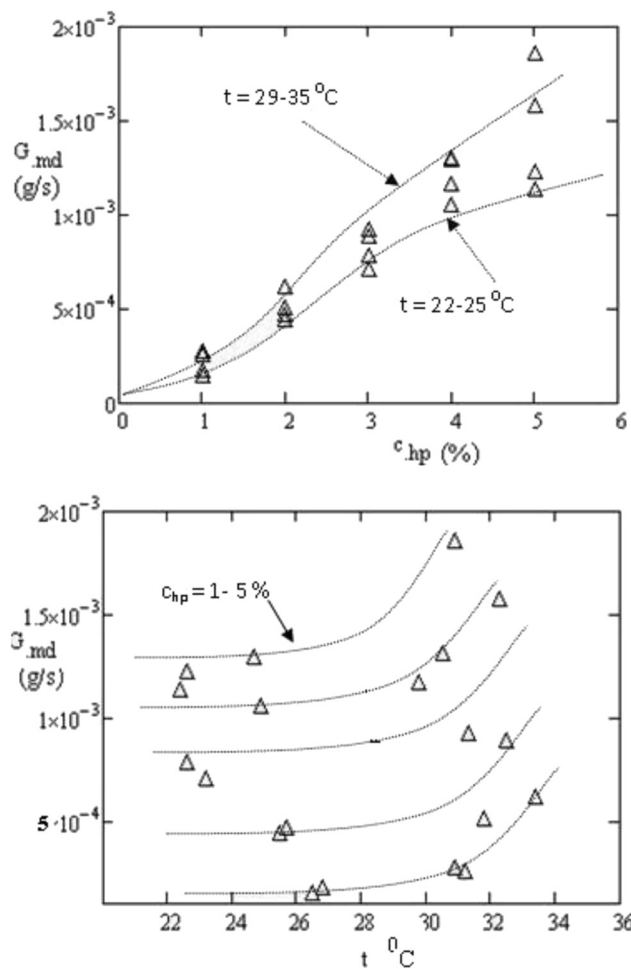 2×10⁻³
t = 29-35 ⁰C
1.5×10⁻³
G.md
(g/s)
1×10⁻³
5×10⁻⁴
t = 22-25 ⁰C
0
0 1 2 3 4 5 6
c.hp (%)
2×10⁻³
c_hp = 1- 5 %
1.5×10⁻³
G.md
(g/s)
1×10⁻³
5·10⁻⁴
22 24 26 28 30 32 34 36
t ⁰C